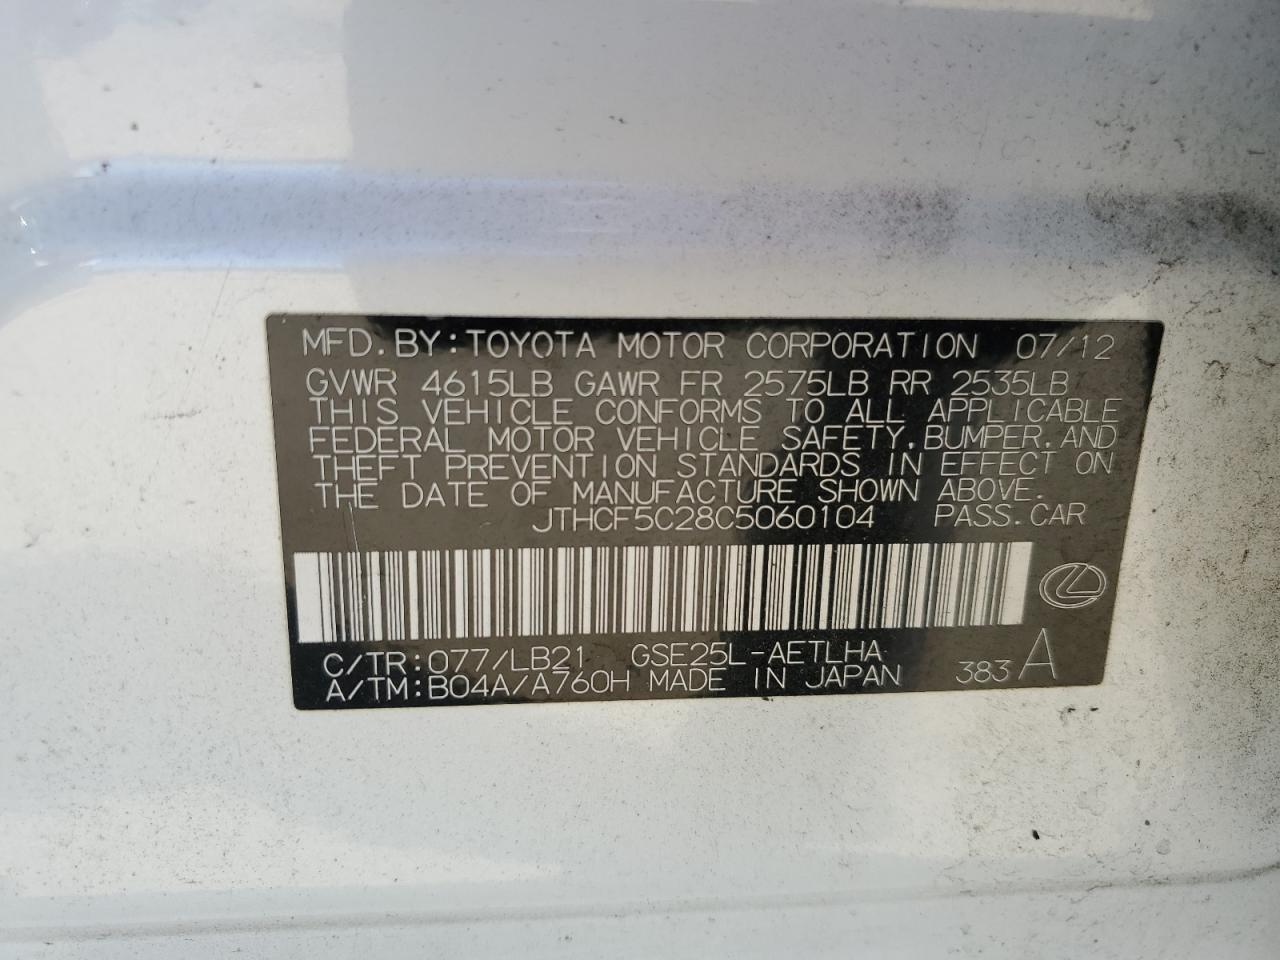 MFD. BY: TOYOTA MOTOR CORPORATION 07/12
GVWR 4615LB GAWR FR 2575LB RR 2535LB
THIS VEHICLE CONFORMS TO ALL APPLICABLE
FEDERAL MOTOR VEHICLE SAFETY, BUMPER, AND
THEFT PREVENTION STANDARDS IN EFFECT ON
THE DATE OF MANUFACTURE SHOWN ABOVE.
JTHCF5C28C5060104 PASS. CAR
C/TR: 077/LB21 GSE25L-AETLHA
A/TM: B04A/A760H MADE IN JAPAN 383 A